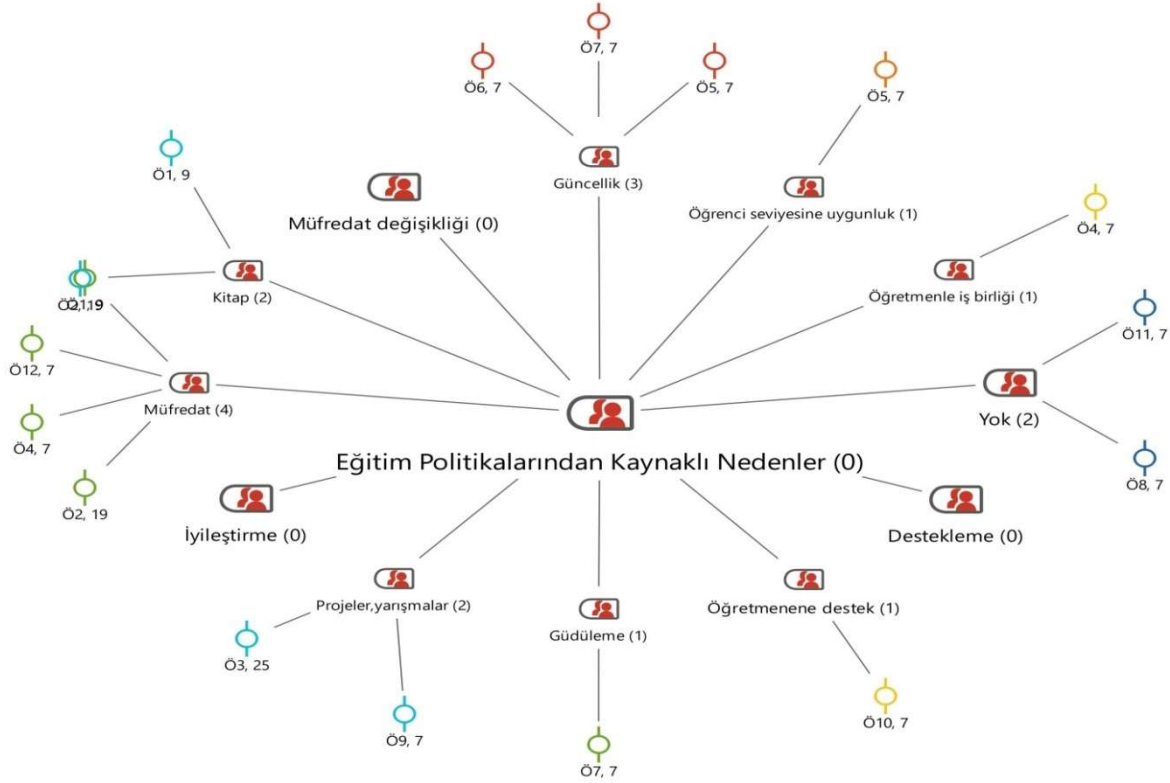 Ö7, 7
Ö6, 7
Ö5, 7
Ö5, 7
Ö1, 9
Güncellik (3)
Müfredat değişikliği (0)
Öğrenci seviyesine uygunluk (1)
Ö4, 7
Kitap (2)
Öğretmenle iş birliği (1)
Ö11, 7
Ö12, 7
Müfredat (4)
Yok (2)
Ö4, 7
Eğitim Politikalarından Kaynaklı Nedenler (0)
Ö8, 7
Ö2, 19
İyileştirme (0)
Destekleme (0)
Projeler,yarışmalar (2)
Öğretmenene destek (1)
Güdüleme (1)
Ö3, 25
Ö10, 7
Ö9, 7
Ö7, 7